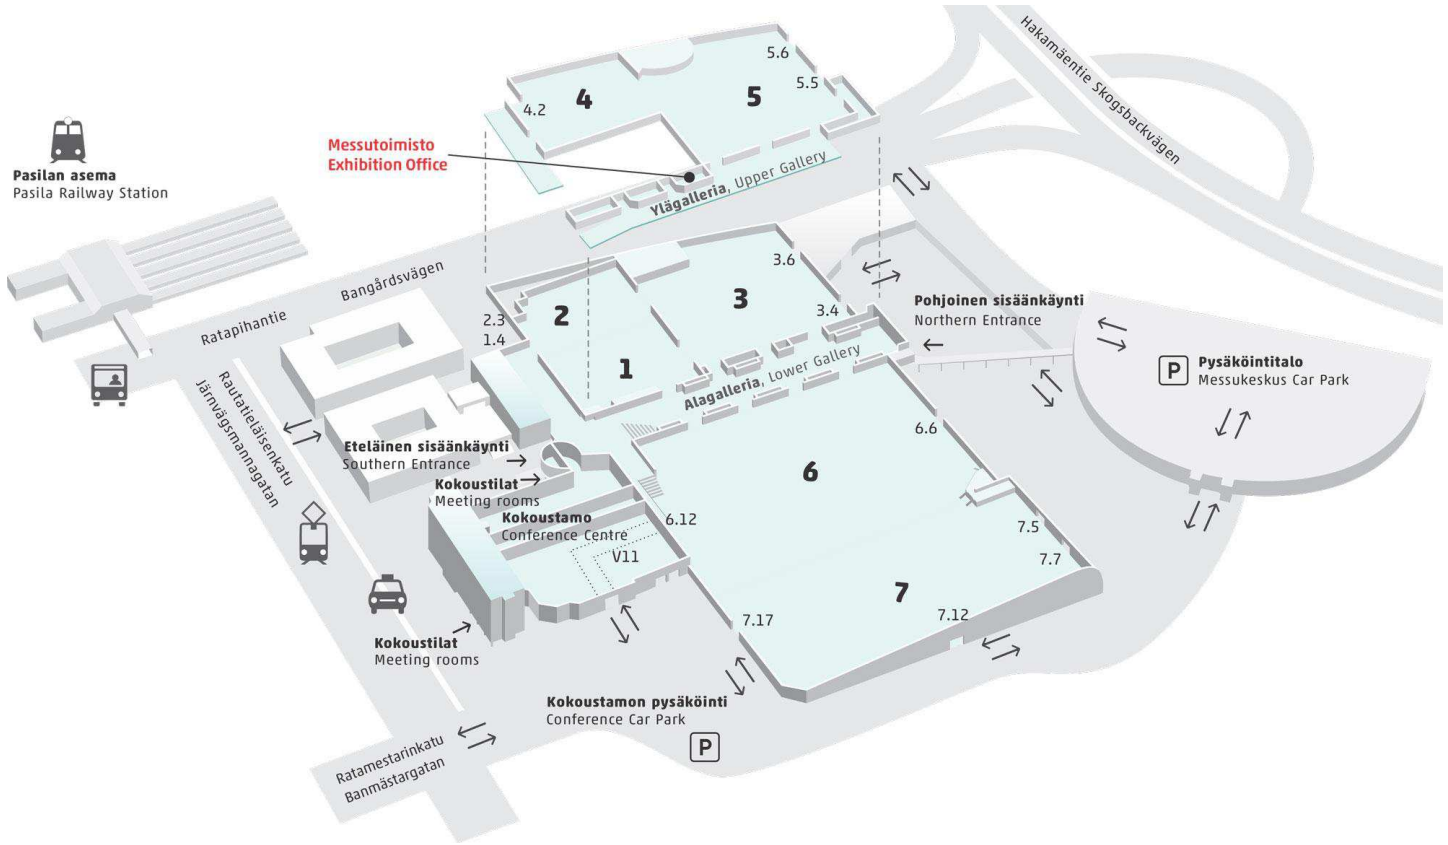 Hakamäentie Skogsbackvägen
5.6
5.5
4
5
4.2
Messutoimisto
Exhibition Office
Pasilan asema
Pasila Railway Station
Ylägalleria, Upper Gallery
Bangårdsvägen
Ratapihantie
3.6
3
3.4
2
2.3
1.4
1
Alagalleria, Lower Gallery
Pohjoinen sisäänkäynti
Northern Entrance
P
Pysäköintitalo
Messukeskus Car Park
Rautatieläisenkatu
Järnvägsmannagatan
Eteläinen sisäänkäynti
Southern Entrance
Kokoustilat
Meeting rooms
Kokoustamo
Conference Centre
V11
6.6
6
6.12
7.5
7.7
7
7.12
7.17
Kokoustilat
Meeting rooms
Kokoustamon pysäköinti
Conference Car Park
P
Ratamestarinkatu
Banmästargatan